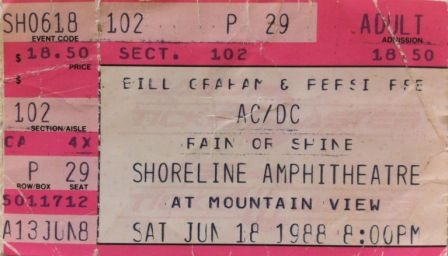 SH0618 102 P 29 ADULT
EVENT CODE ADMISSION
$ 18.50 SECT. 102 18.50
PRICE
$ BILL GRAHAM & PEPSI PRE
AC/DC
102
SECTION/AISLE
RAIN OR SHINE
CA 4X
SHORELINE AMPHITHEATRE
P 29
ROW/BOX SEAT
AT MOUNTAIN VIEW
5011712
A13JUN8 SAT JUN 18 1988 8:00PM